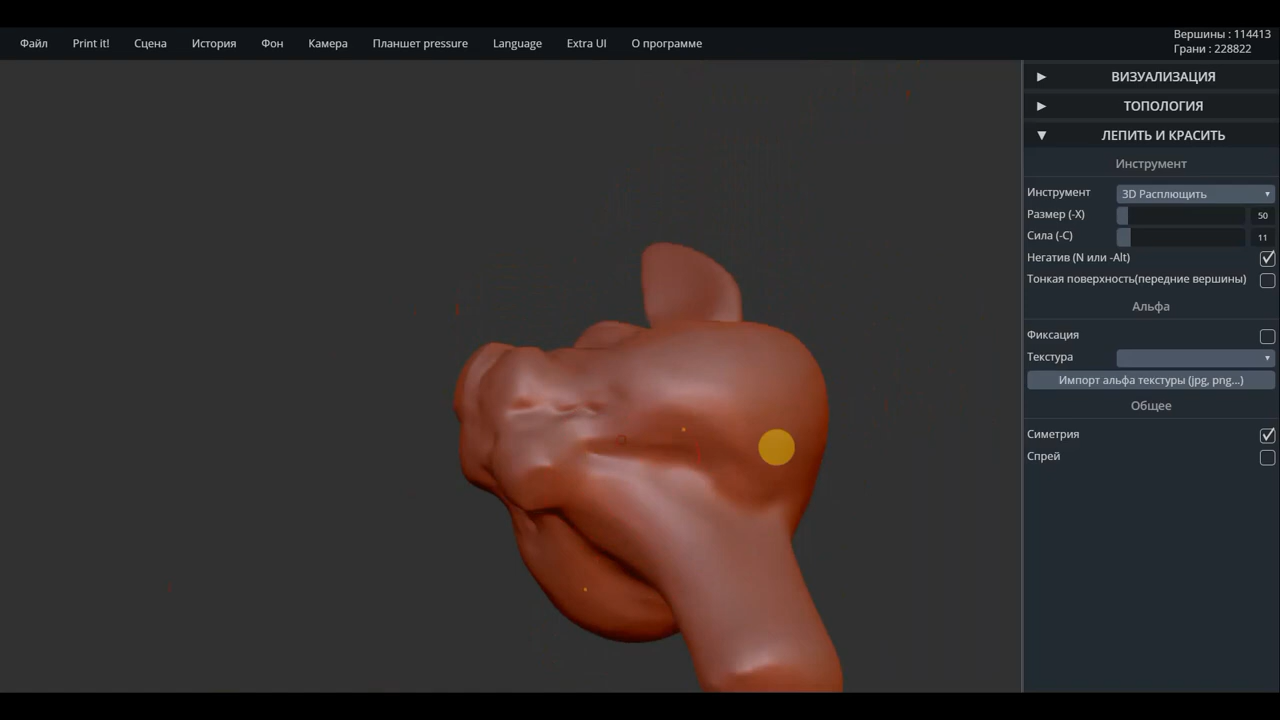 Файл Print it! Сцена История Фон Камера Планшет pressure Language Extra UI О программе
Вершины : 114413
Грани : 228822
ВИЗУАЛИЗАЦИЯ
ТОПОЛОГИЯ
ЛЕПИТЬ И КРАСИТЬ
Инструмент
Инструмент 3D Расплющить
Размер (-X) 50
Сила (-C) 11
Негатив (N или -Alt)
Тонкая поверхность(передние вершины)
Альфа
Фиксация
Текстура
Импорт альфа текстуры (jpg, png...)
Общее
Симетрия
Спрей